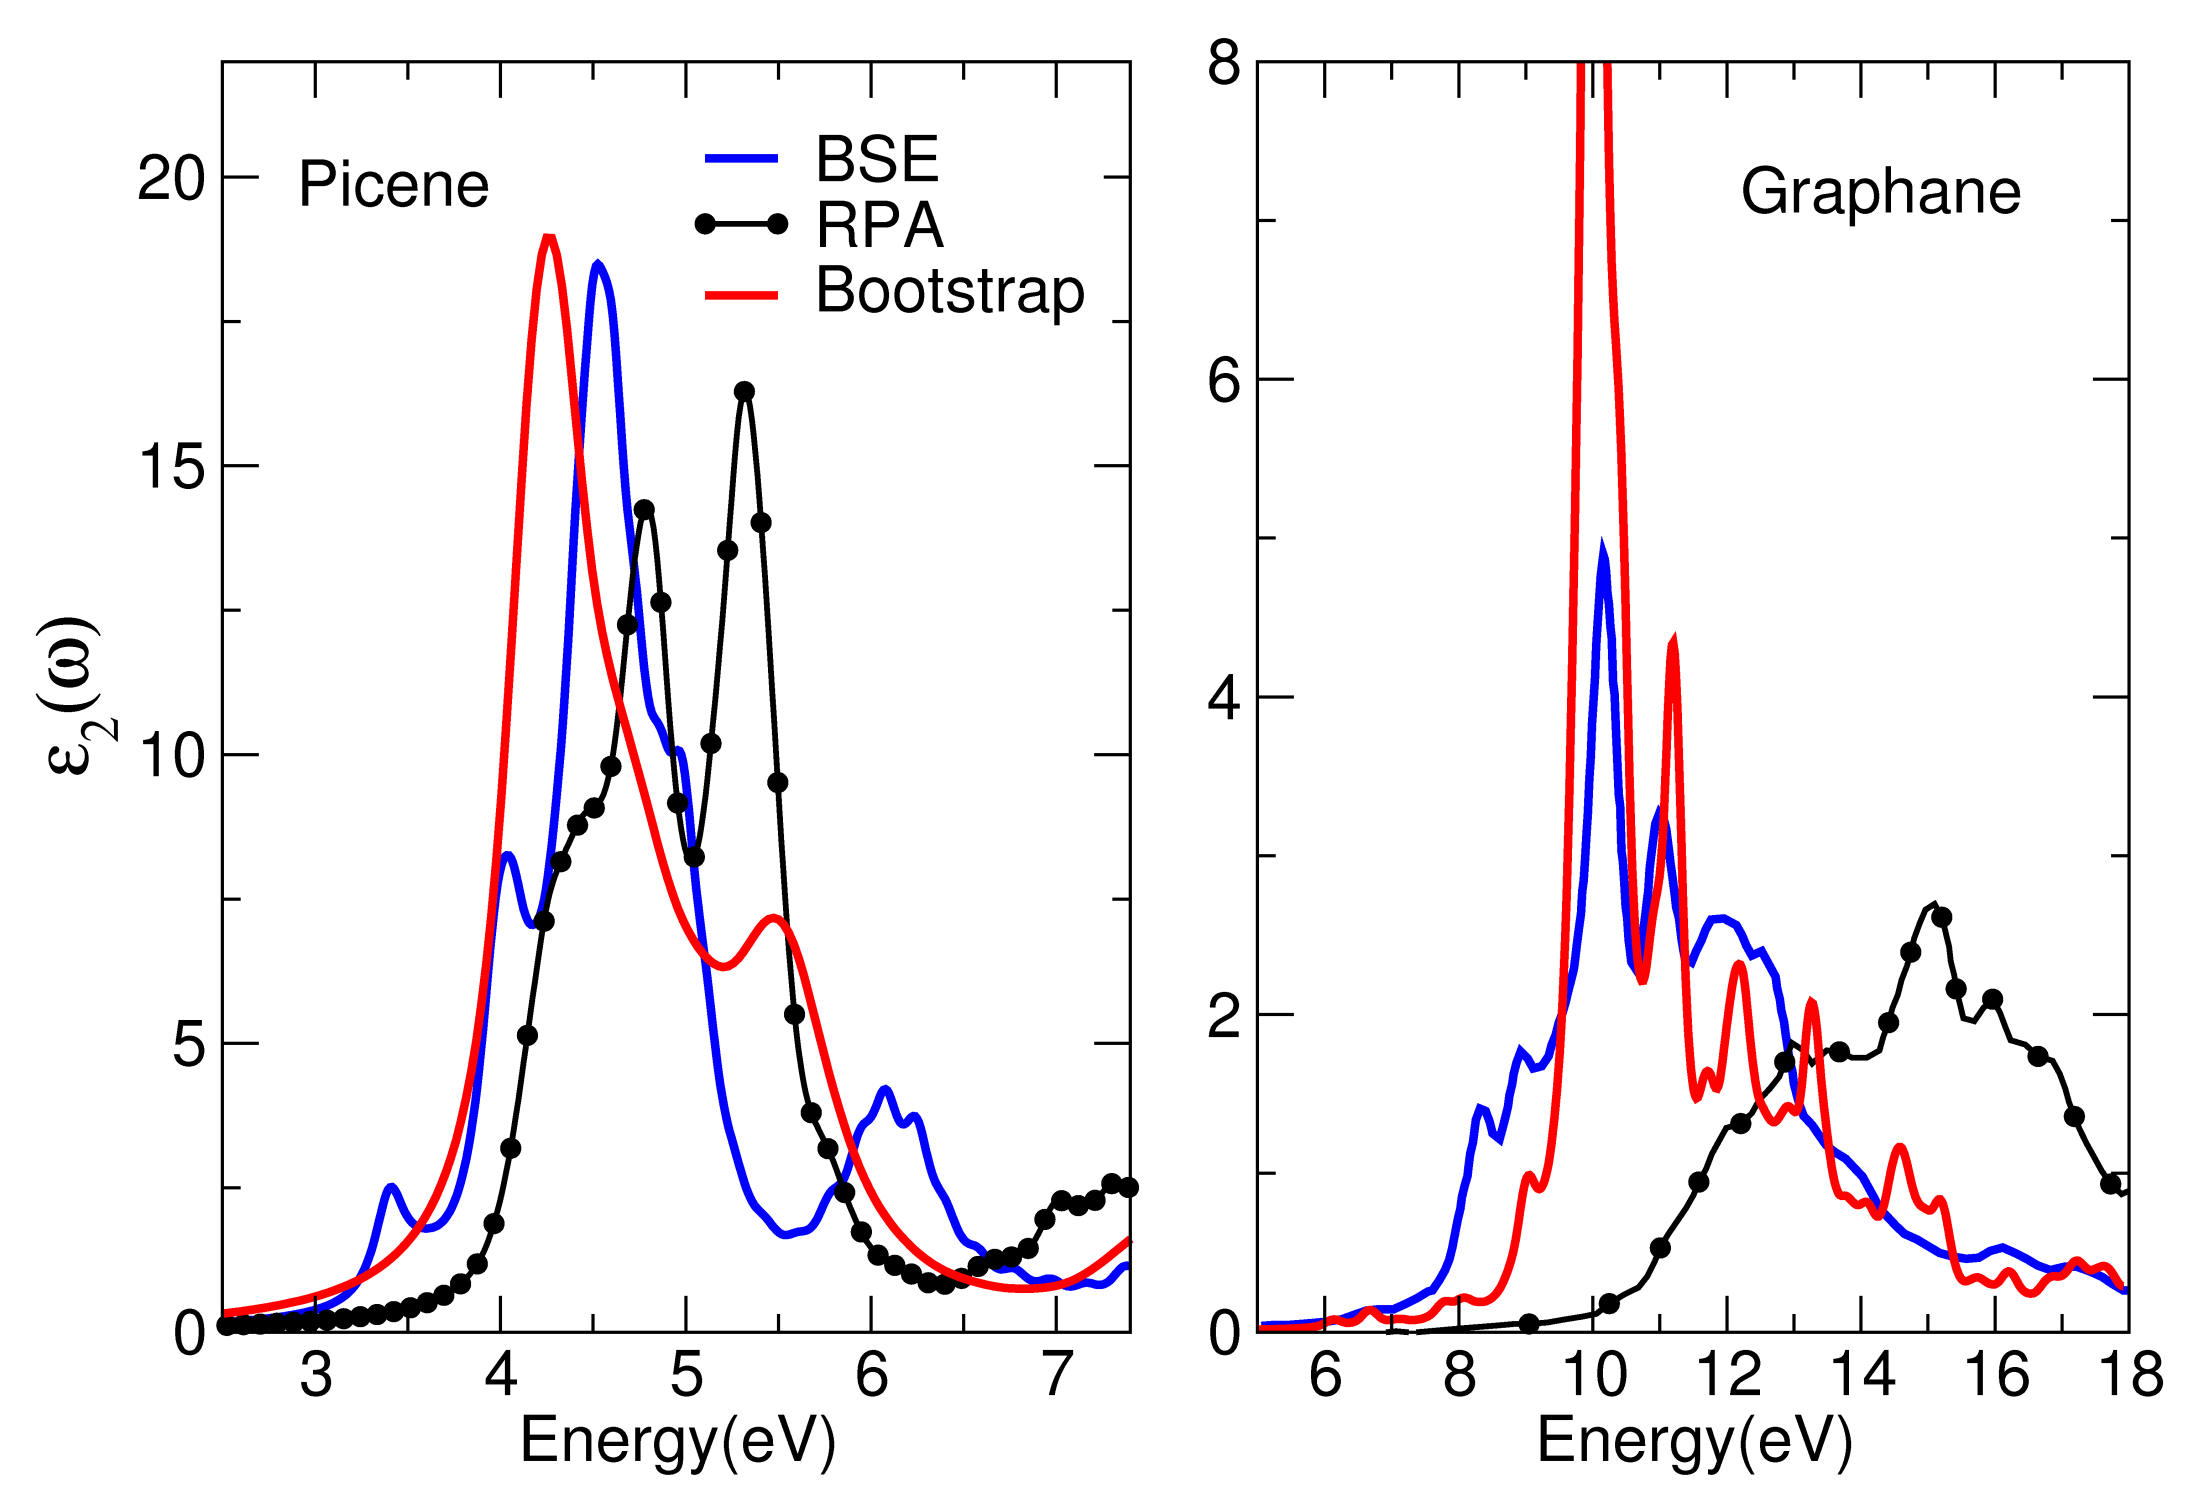 Picene
BSE
RPA
Bootstrap
20
15
10
5
0
ε2(ω)
3 4 5 6 7
Energy(eV)
Graphane
8
6
4
2
0
6 8 10 12 14 16 18
Energy(eV)